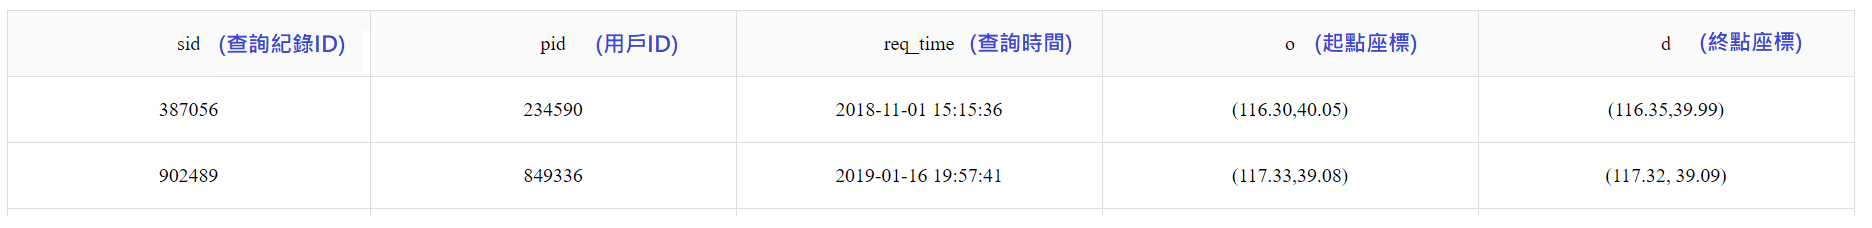 sid (查詢紀錄ID) pid (用戶ID) req_time (查詢時間) o (起點座標) d (終點座標)
387056 234590 2018-11-01 15:15:36 (116.30,40.05) (116.35,39.99)
902489 849336 2019-01-16 19:57:41 (117.33,39.08) (117.32, 39.09)